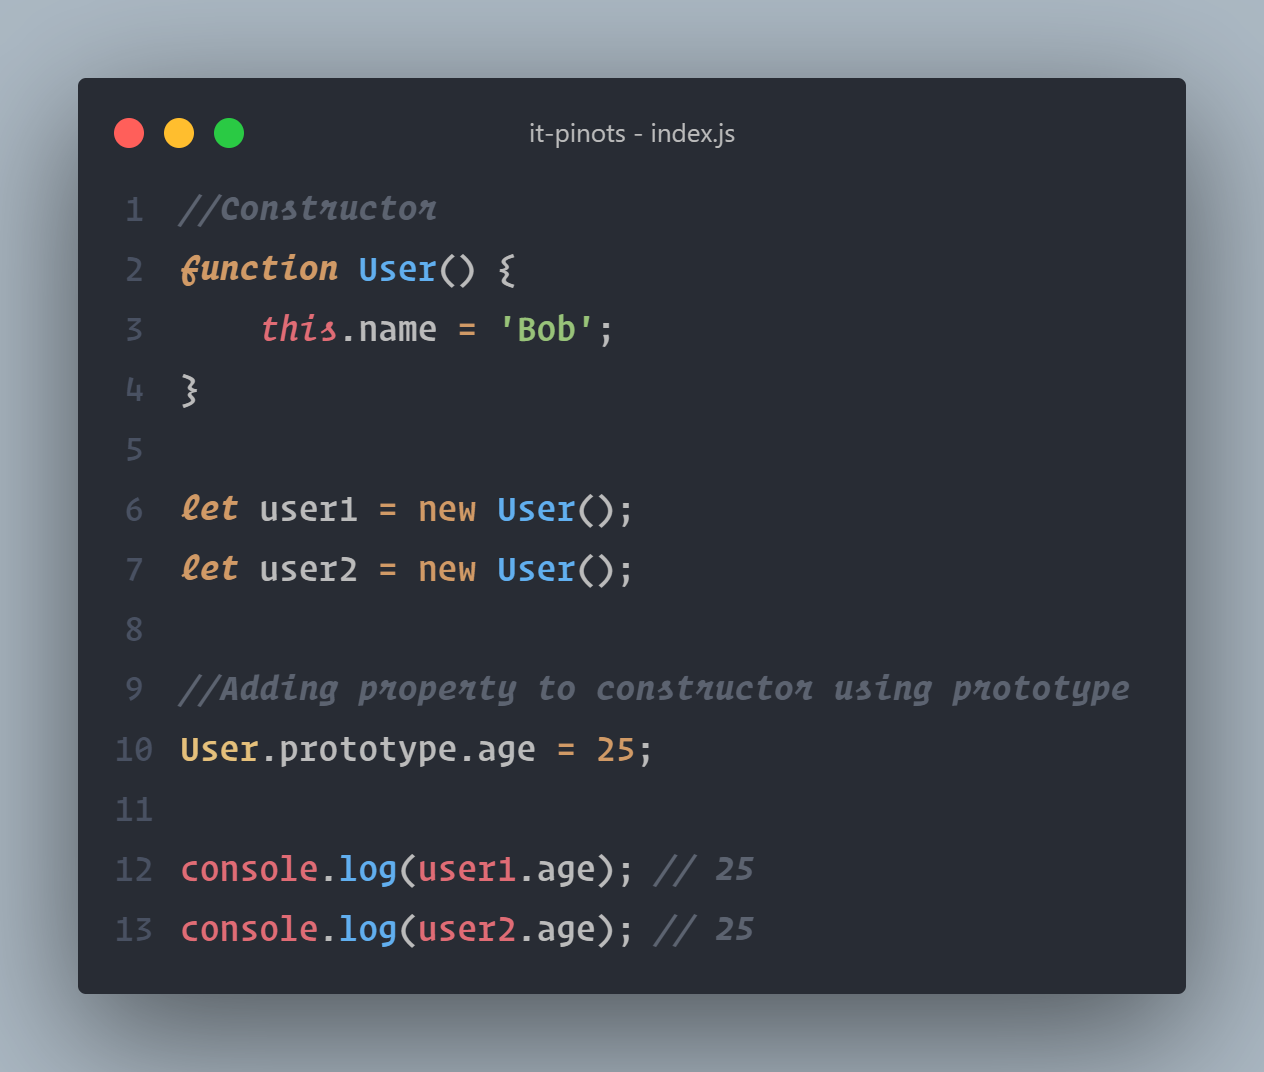 it-pinots - index.js
1 //Constructor
2 function User() {
3     this.name = 'Bob';
4 }
5
6 let user1 = new User();
7 let user2 = new User();
8
9 //Adding property to constructor using prototype
10 User.prototype.age = 25;
11
12 console.log(user1.age); // 25
13 console.log(user2.age); // 25